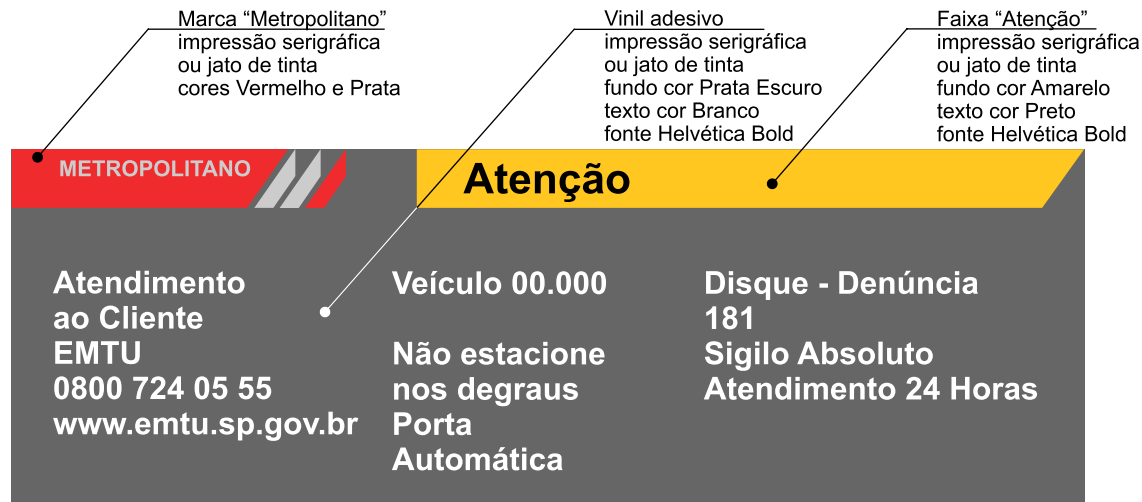 Marca “Metropolitano”
impressão serigráfica
ou jato de tinta
cores Vermelho e Prata
Vinil adesivo
impressão serigráfica
ou jato de tinta
fundo cor Prata Escuro
texto cor Branco
fonte Helvética Bold
Faixa “Atenção”
impressão serigráfica
ou jato de tinta
fundo cor Amarelo
texto cor Preto
fonte Helvética Bold
METROPOLITANO
Atenção
Atendimento
ao Cliente
EMTU
0800 724 05 55
www.emtu.sp.gov.br
Veículo 00.000
Não estacione
nos degraus
Porta
Automática
Disque - Denúncia
181
Sigilo Absoluto
Atendimento 24 Horas